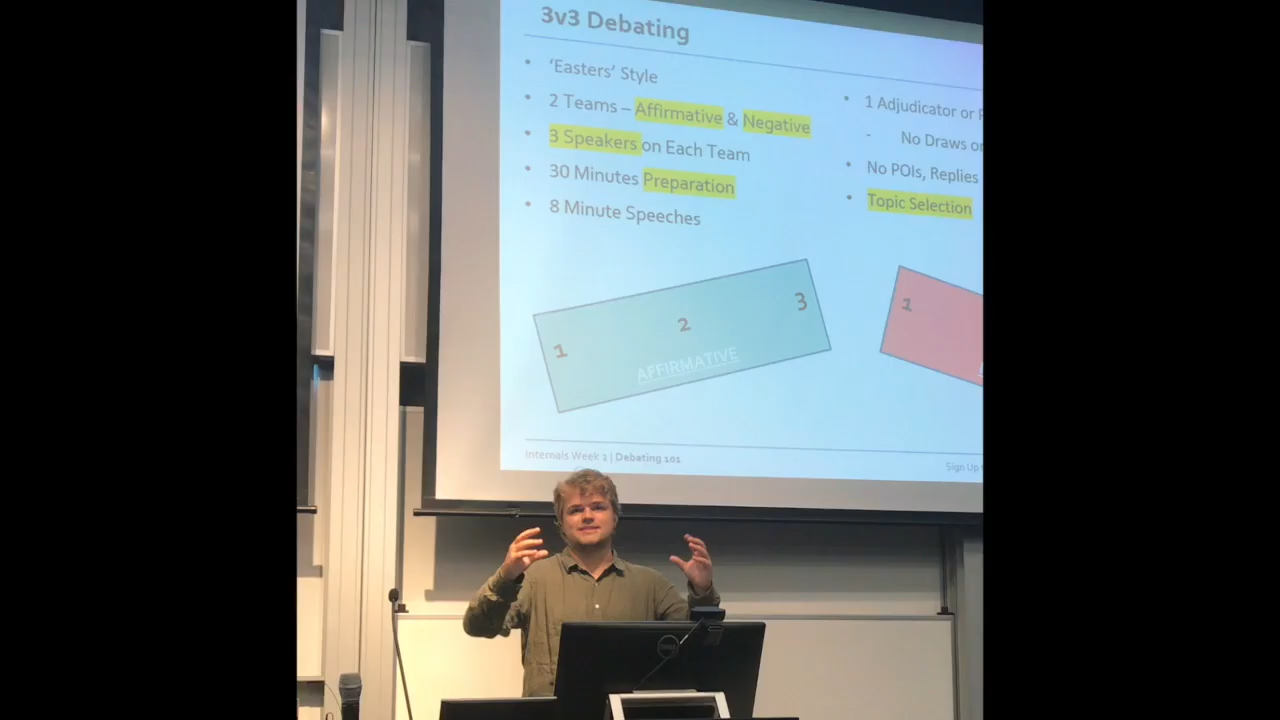 3v3 Debating
• 'Easters' Style
• 2 Teams – Affirmative & Negative
• 3 Speakers on Each Team
• 30 Minutes Preparation
• 8 Minute Speeches
• 1 Adjudicator or
- No Draws or
• No POIs, Replies
• Topic Selection
1 2 3
AFFIRMATIVE
1
Internals Week 2 | Debating 101
Sign Up
DELL